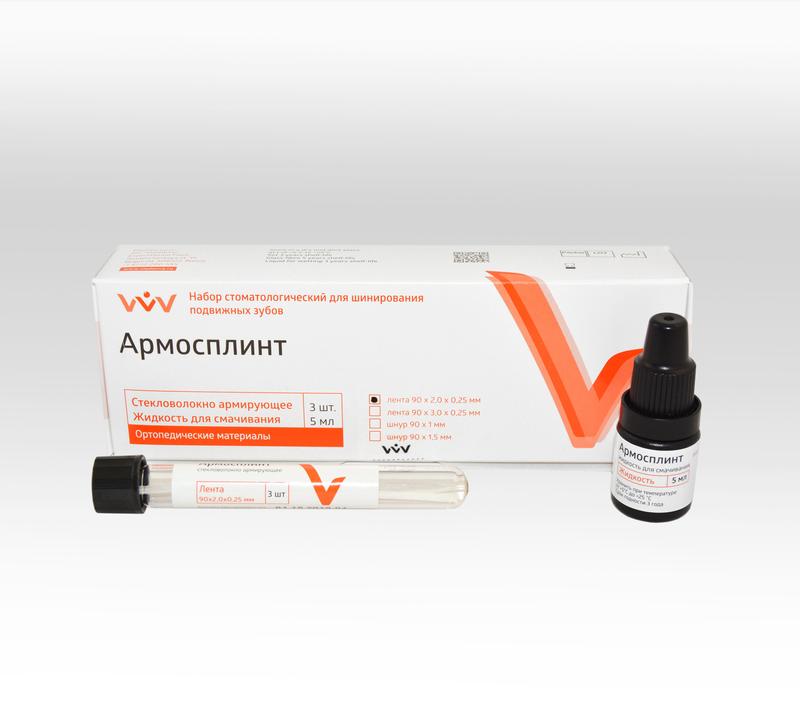 Набор стоматологический для шинирования
подвижных зубов
Армосплинт
Стекловолокно армирующее 3 шт.
Жидкость для смачивания 5 мл
Ортопедические материалы
лента 90 x 2,0 x 0,25 мм
лента 90 x 3,0 x 0,25 мм
шнур 90 x 1 мм
шнур 90 x 1,5 мм
Армосплинт
стекловолокно армирующее
Лента 3 шт
90x2,0x0,25 мм
Армосплинт
жидкость для смачивания
Жидкость 5 мл
Хранить при температуре